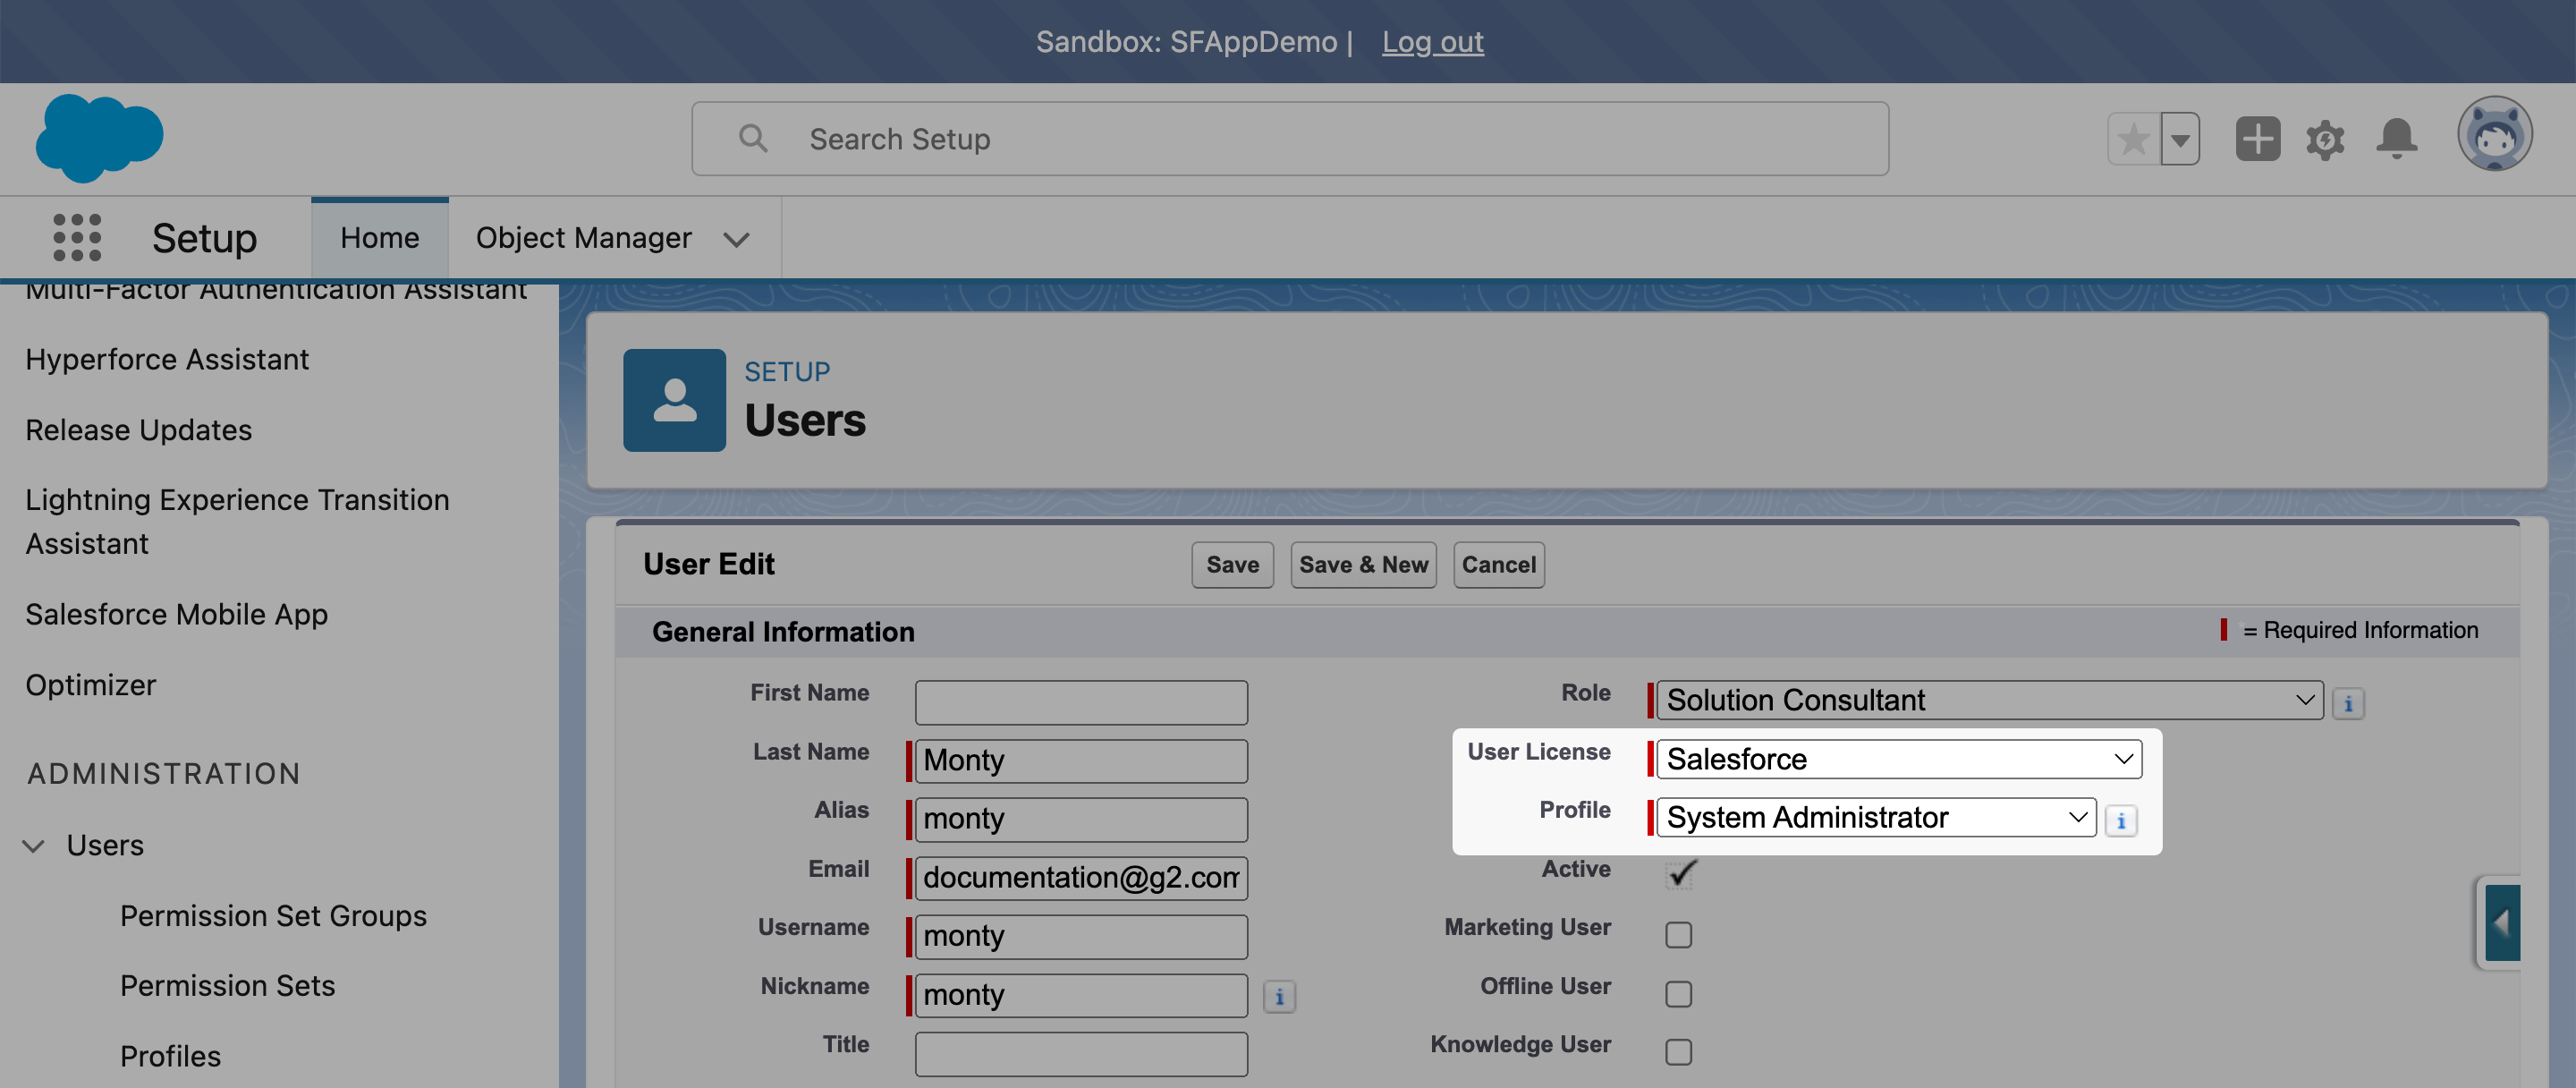 Sandbox: SFAppDemo | Log out
Search Setup
Setup Home Object Manager
Multi-Factor Authentication Assistant
Hyperforce Assistant
Release Updates
Lightning Experience Transition
Assistant
Salesforce Mobile App
Optimizer
ADMINISTRATION
Users
Permission Set Groups
Permission Sets
Profiles
SETUP
Users
User Edit Save Save & New Cancel
General Information = Required Information
First Name
Last Name Monty
Alias monty
Email documentation@g2.com
Username monty
Nickname monty i
Title
Role Solution Consultant i
User License Salesforce
Profile System Administrator i
Active
Marketing User
Offline User
Knowledge User